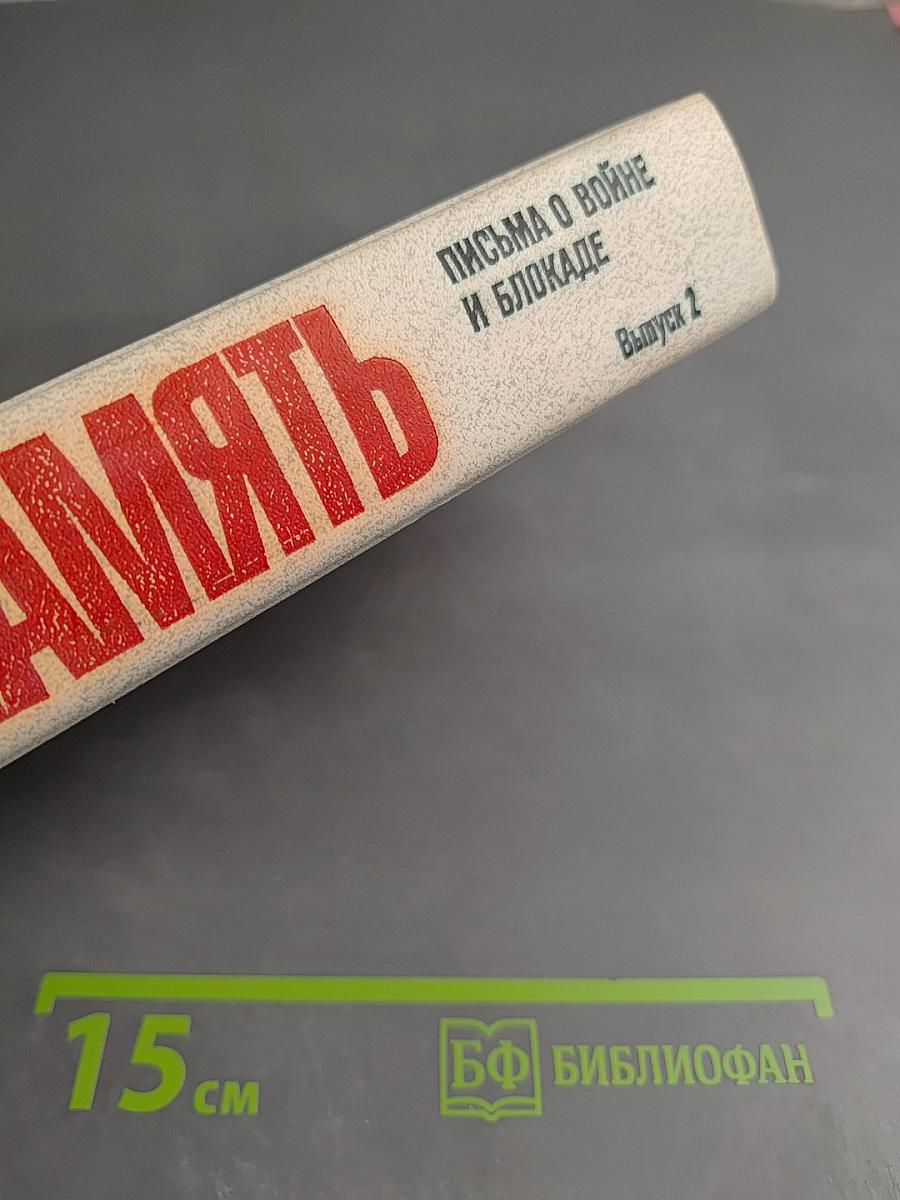 АМЯТЬ
ПИСЬМА О ВОЙНЕ
И БЛОКАДЕ
Выпуск 2
15 см
БФ БИБЛИОФАН